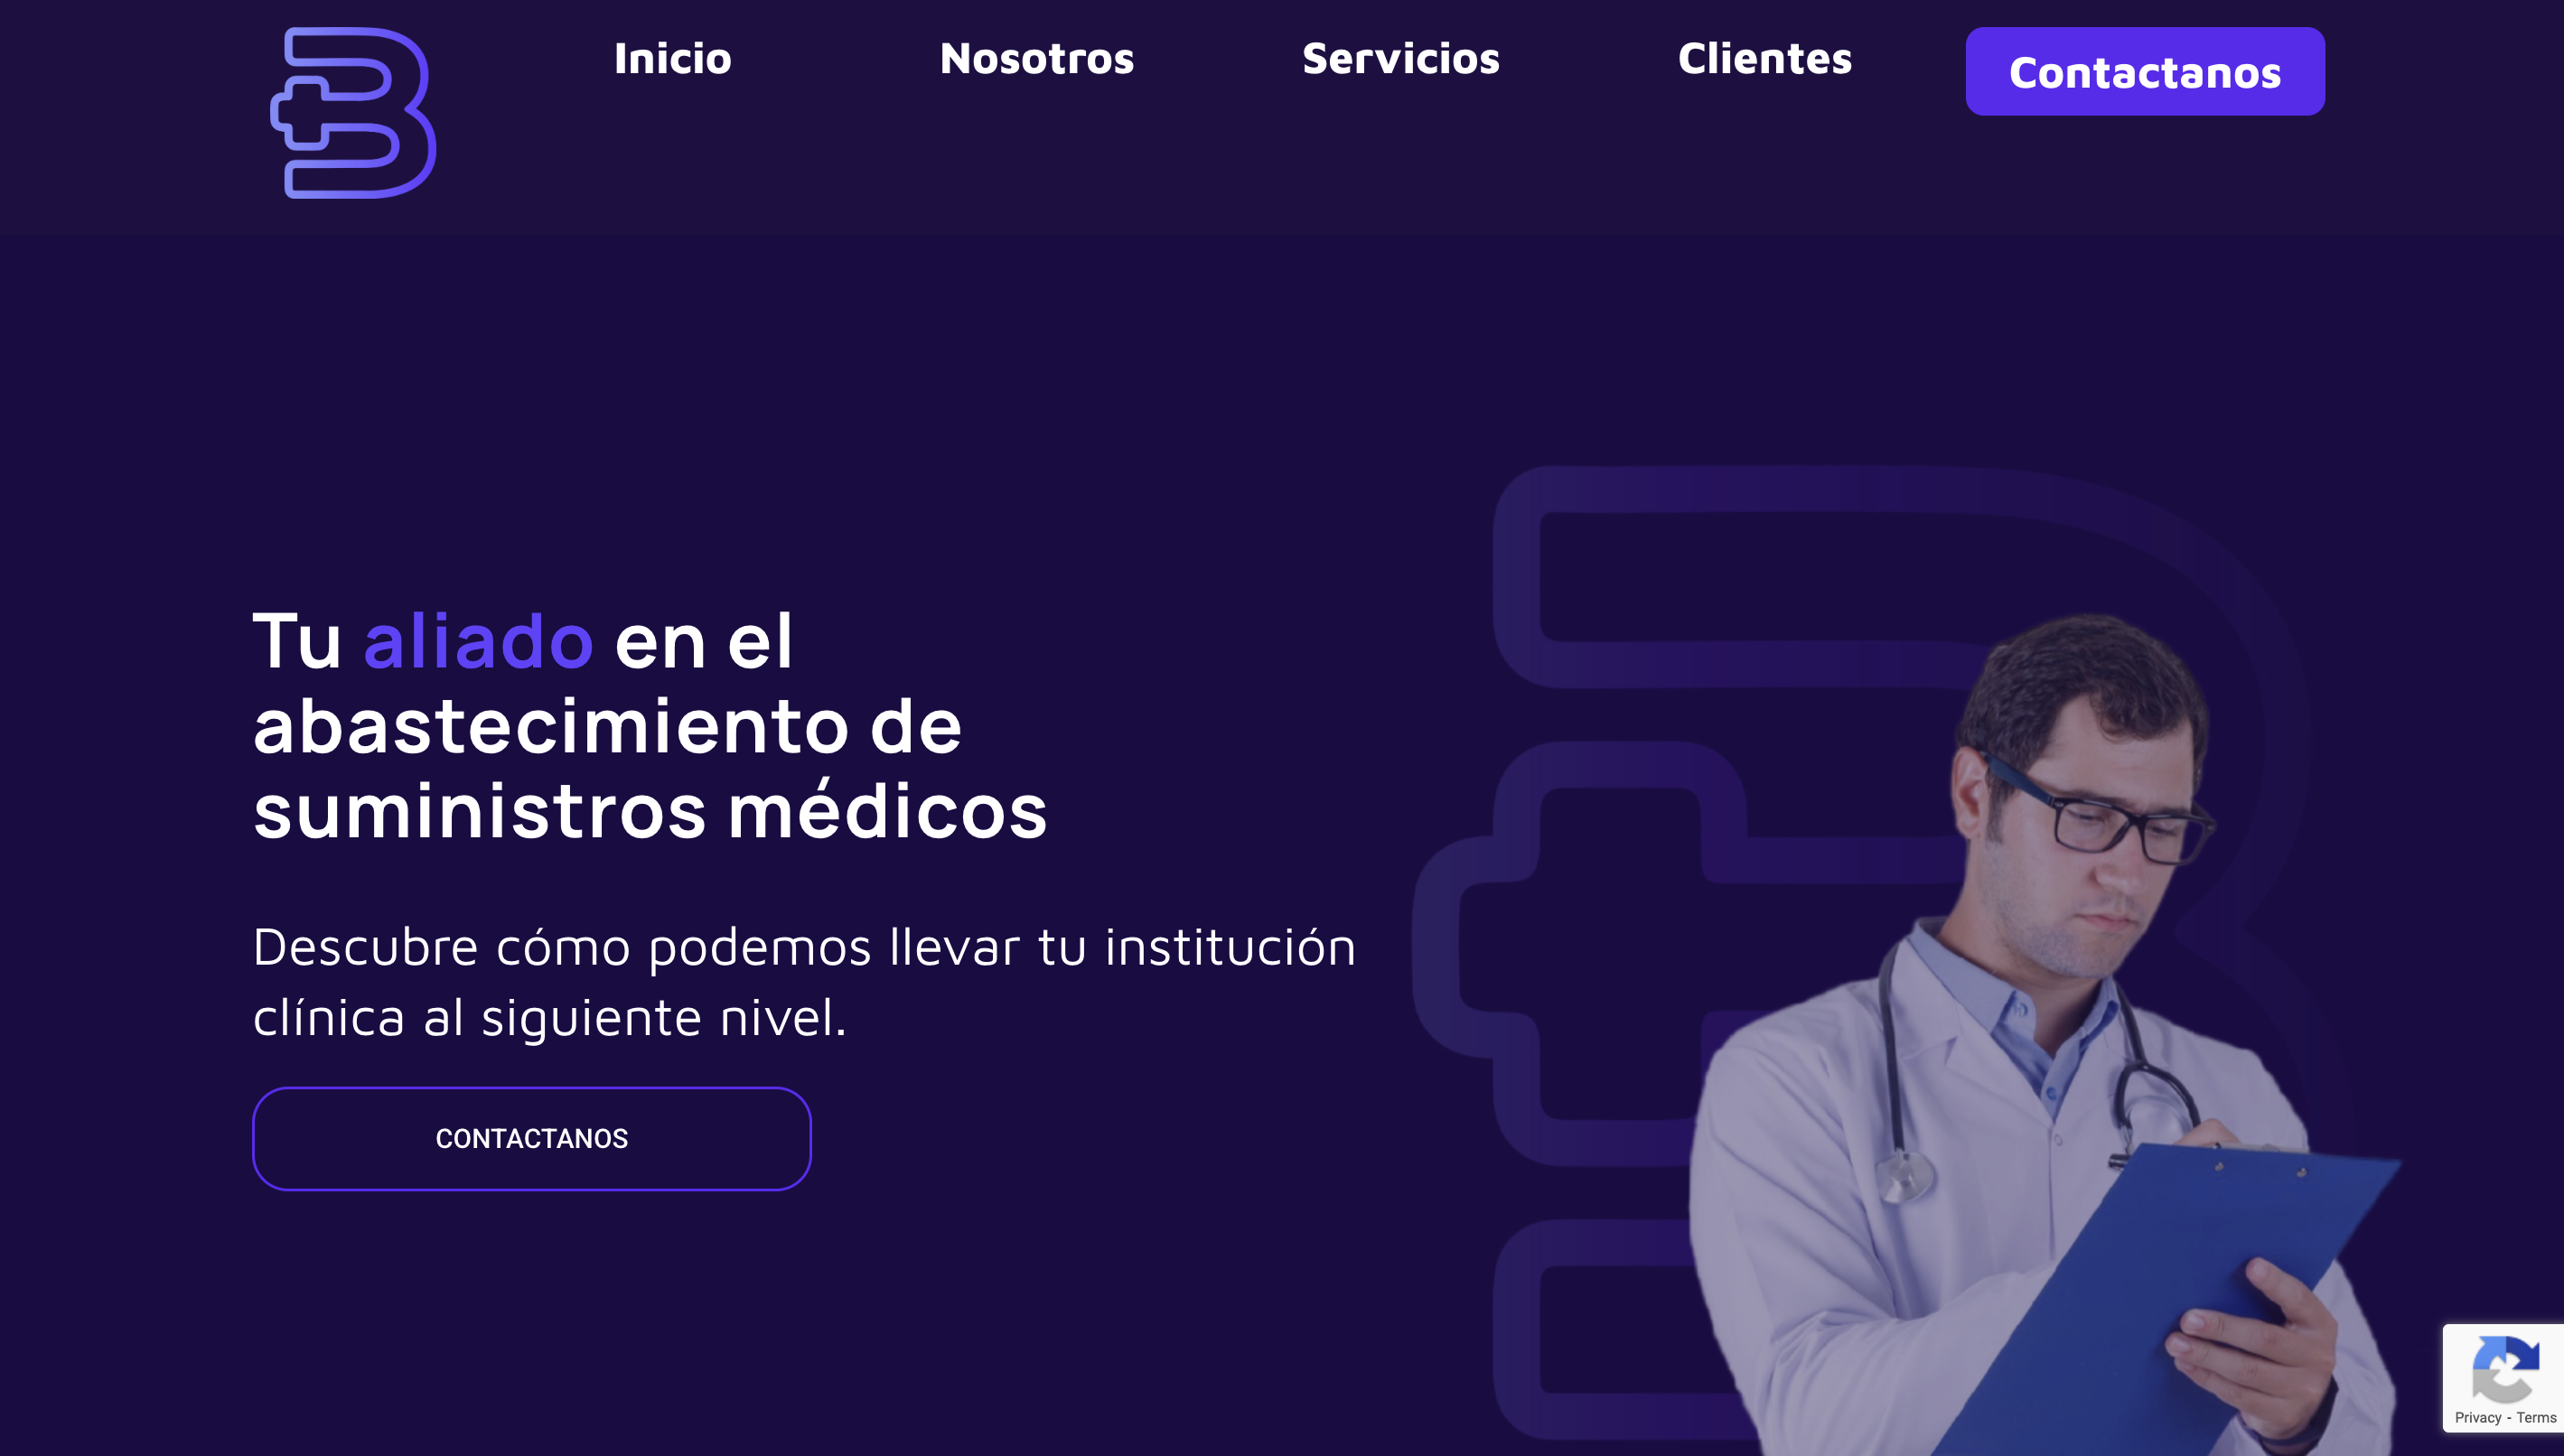 Inicio
Nosotros
Servicios
Clientes
Contactanos
Tu aliado en el
abastecimiento de
suministros médicos
Descubre cómo podemos llevar tu institución
clínica al siguiente nivel.
CONTACTANOS
Privacy - Terms